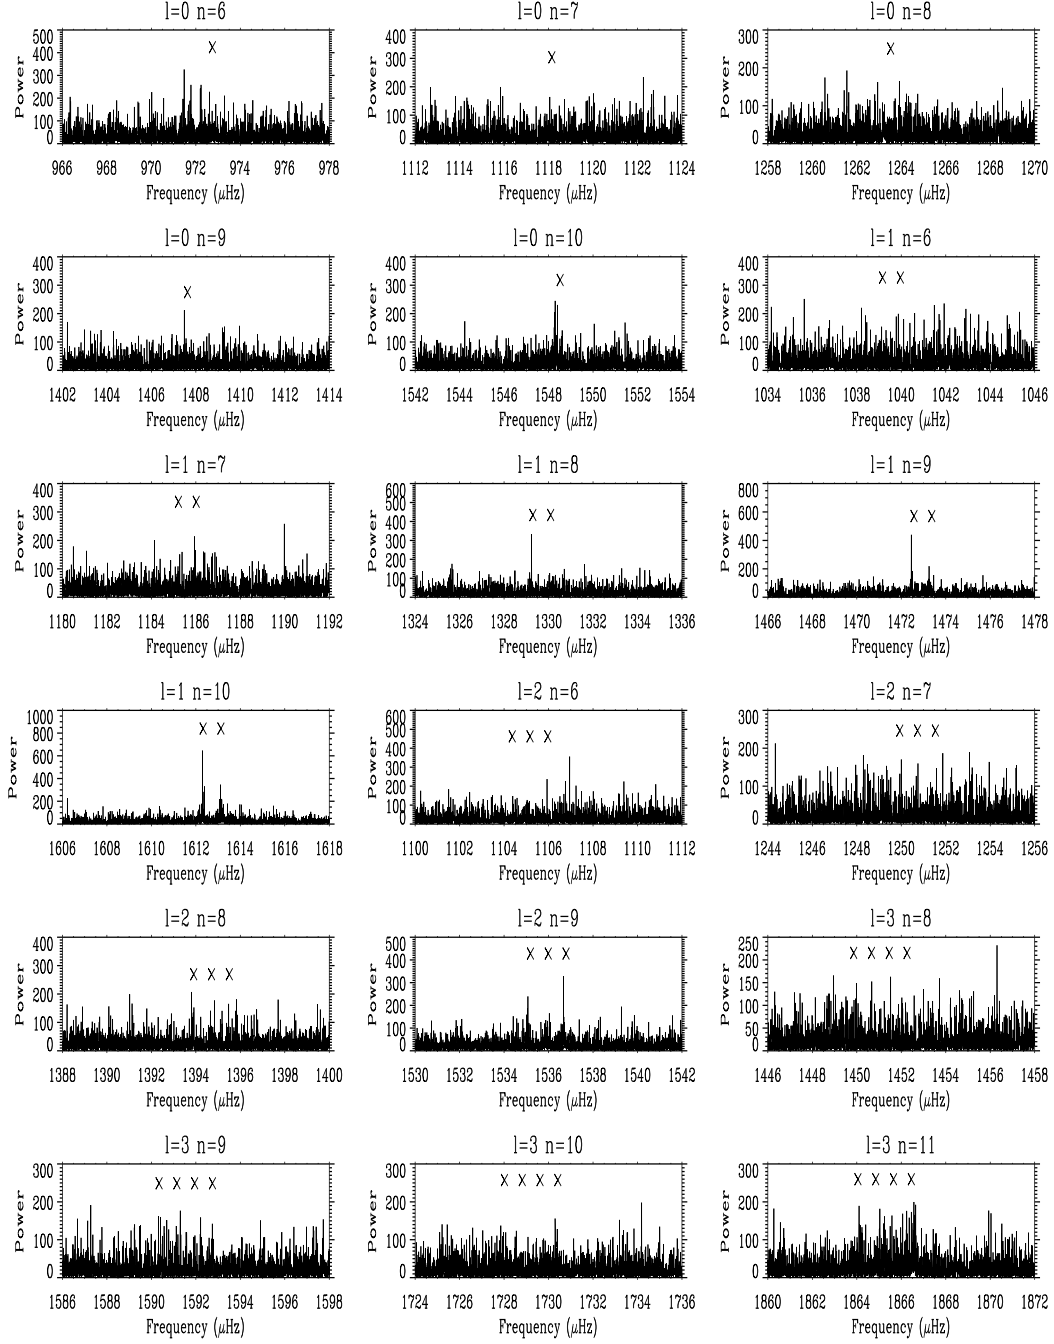 l=0 n=6 l=0 n=7 l=0 n=8
Power 500 400 300 200 100 0 Power 400 300 200 100 0 Power 300 200 100 0
966 968 970 972 974 976 978 1112 1114 1116 1118 1120 1122 1124 1258 1260 1262 1264 1266 1268 1270
Frequency (μHz) Frequency (μHz) Frequency (μHz)
l=0 n=9 l=0 n=10 l=1 n=6
Power 400 300 200 100 0 Power 400 300 200 100 0 Power 400 300 200 100 0
1402 1404 1406 1408 1410 1412 1414 1542 1544 1546 1548 1550 1552 1554 1034 1036 1038 1040 1042 1044 1046
Frequency (μHz) Frequency (μHz) Frequency (μHz)
l=1 n=7 l=1 n=8 l=1 n=9
Power 400 300 200 100 0 Power 600 500 400 300 200 100 0 Power 800 600 400 200 0
1180 1182 1184 1186 1188 1190 1192 1324 1326 1328 1330 1332 1334 1336 1466 1468 1470 1472 1474 1476 1478
Frequency (μHz) Frequency (μHz) Frequency (μHz)
l=1 n=10 l=2 n=6 l=2 n=7
Power 1000 800 600 400 200 0 Power 600 500 400 300 200 100 0 Power 300 200 100 0
1606 1608 1610 1612 1614 1616 1618 1100 1102 1104 1106 1108 1110 1112 1244 1246 1248 1250 1252 1254 1256
Frequency (μHz) Frequency (μHz) Frequency (μHz)
l=2 n=8 l=2 n=9 l=3 n=8
Power 400 300 200 100 0 Power 500 400 300 200 100 0 Power 250 200 150 100 50 0
1388 1390 1392 1394 1396 1398 1400 1530 1532 1534 1536 1538 1540 1542 1446 1448 1450 1452 1454 1456 1458
Frequency (μHz) Frequency (μHz) Frequency (μHz)
l=3 n=9 l=3 n=10 l=3 n=11
Power 300 200 100 0 Power 300 200 100 0 Power 300 200 100 0
1586 1588 1590 1592 1594 1596 1598 1724 1726 1728 1730 1732 1734 1736 1860 1862 1864 1866 1868 1870 1872
Frequency (μHz) Frequency (μHz) Frequency (μHz)